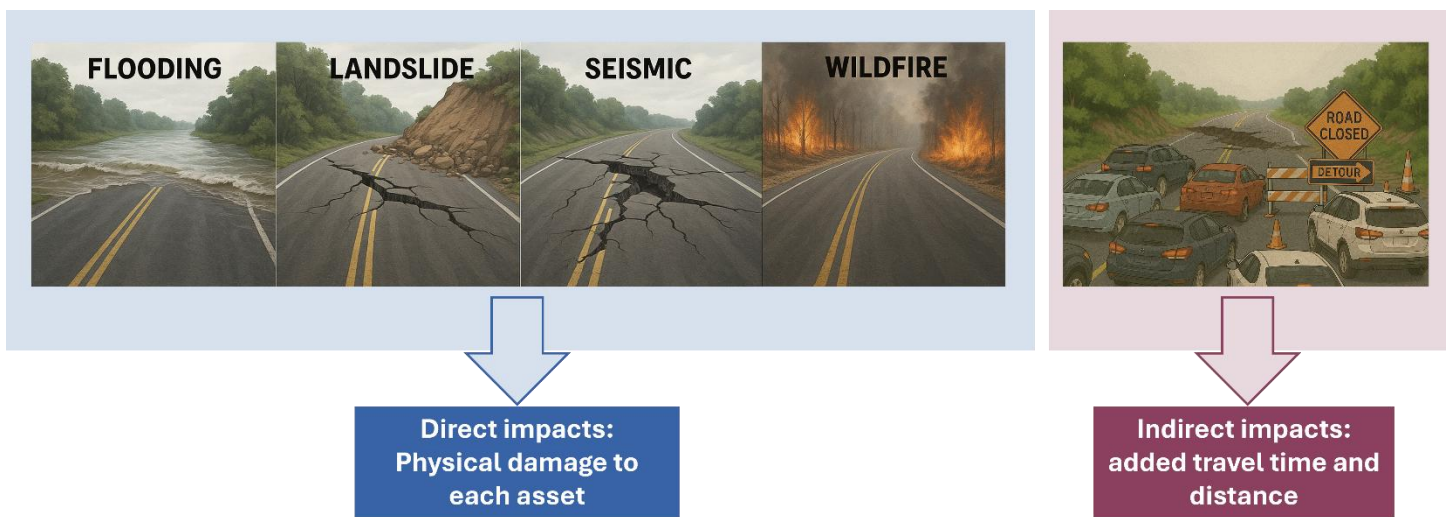 FLOODING
LANDSLIDE
SEISMIC
WILDFIRE
ROAD
CLOSED
DETOUR
Direct impacts:
Physical damage to
each asset
Indirect impacts:
added travel time and
distance